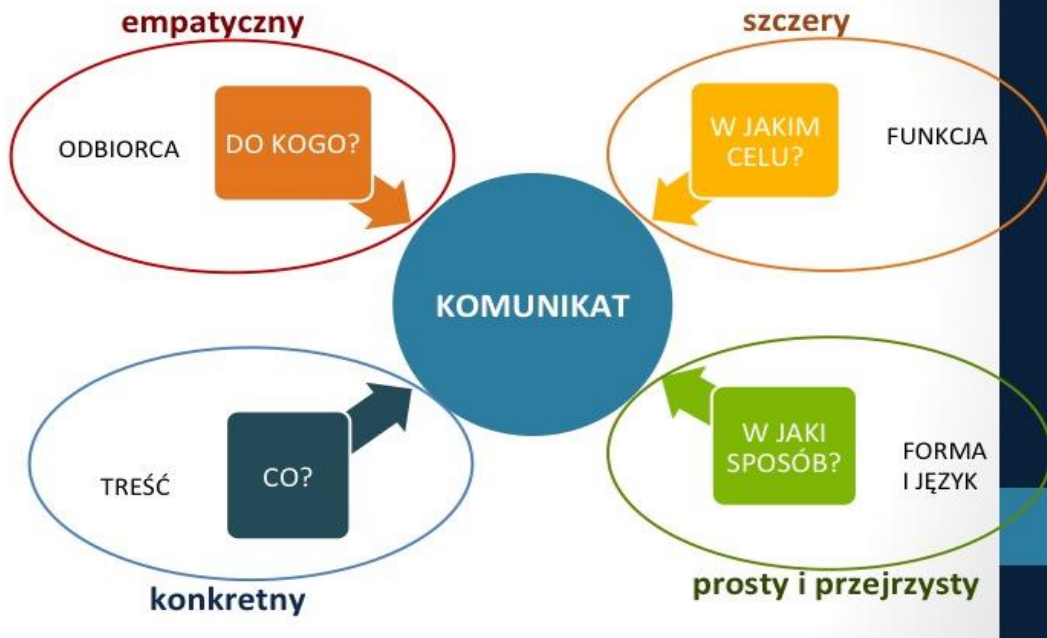 empatyczny
ODBIORCA
DO KOGO?
szczery
W JAKIM
CELU?
FUNKCJA
KOMUNIKAT
TREŚĆ
CO?
konkretny
W JAKI
SPOSÓB?
FORMA
I JĘZYK
prosty i przejrzysty